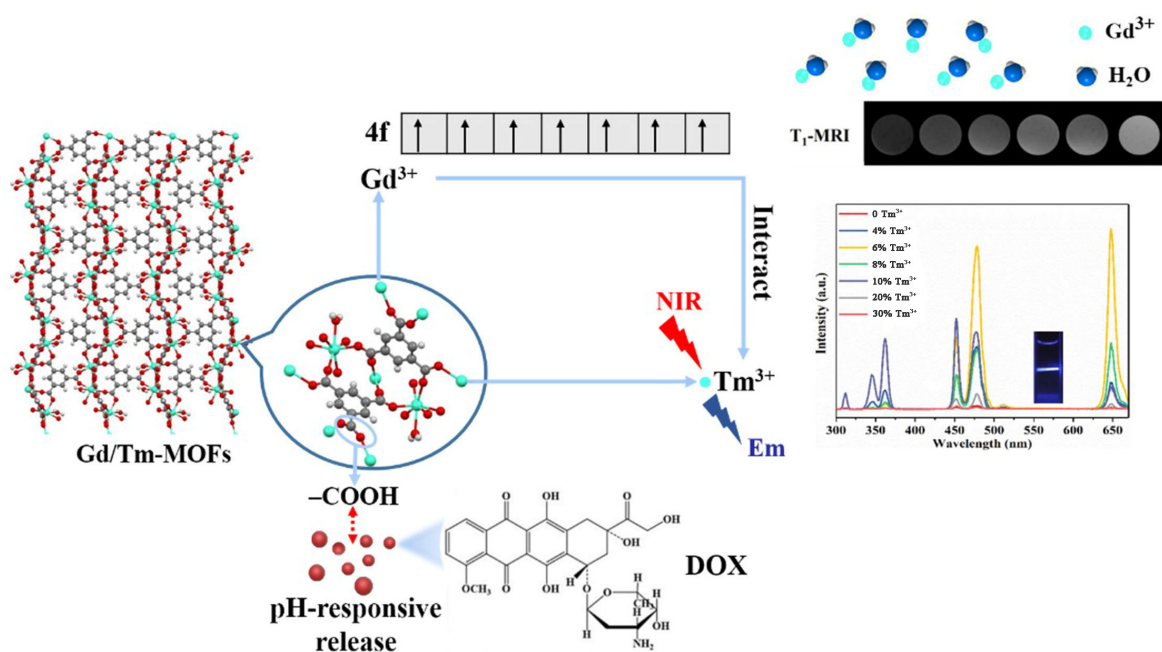 Gd³⁺
H₂O
T₁-MRI
4f
Gd³⁺
Interact
NIR
Tm³⁺
Em
Gd/Tm-MOFs
–COOH
pH-responsive
release
DOX
O
OH
O
OH
OH
OCH₃
O
OH
H
O
O
H
CH₃
H
OH
H
H
NH₂
0 Tm³⁺
4% Tm³⁺
6% Tm³⁺
8% Tm³⁺
10% Tm³⁺
20% Tm³⁺
30% Tm³⁺
Intensity (a.u.)
300 350 400 450 500 550 600 650
Wavelength (nm)